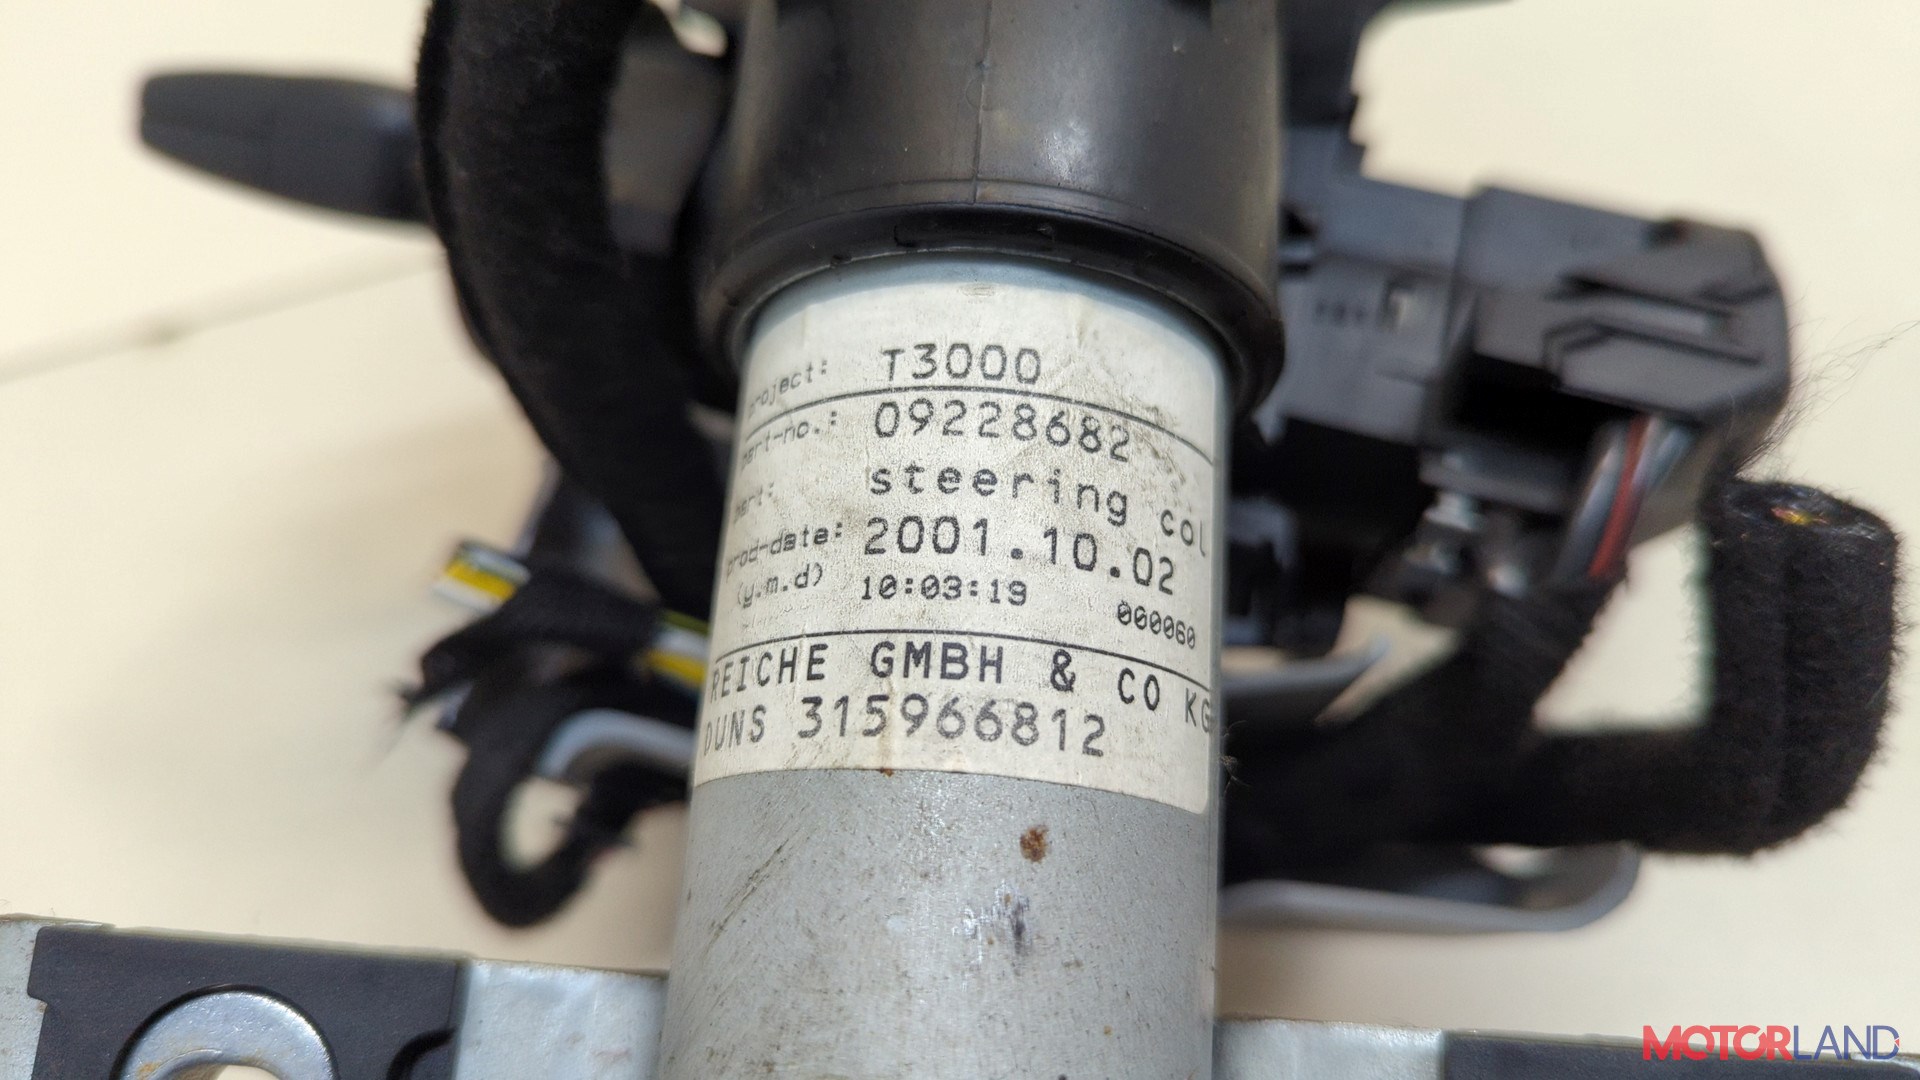 project: T3000
part-no.: 09228682
part: steering col
prod-date: 2001.10.02
(y.m.d) 10:03:19 000060
REICHE GMBH & CO KG
DUNS 315966812
MOTORLAND